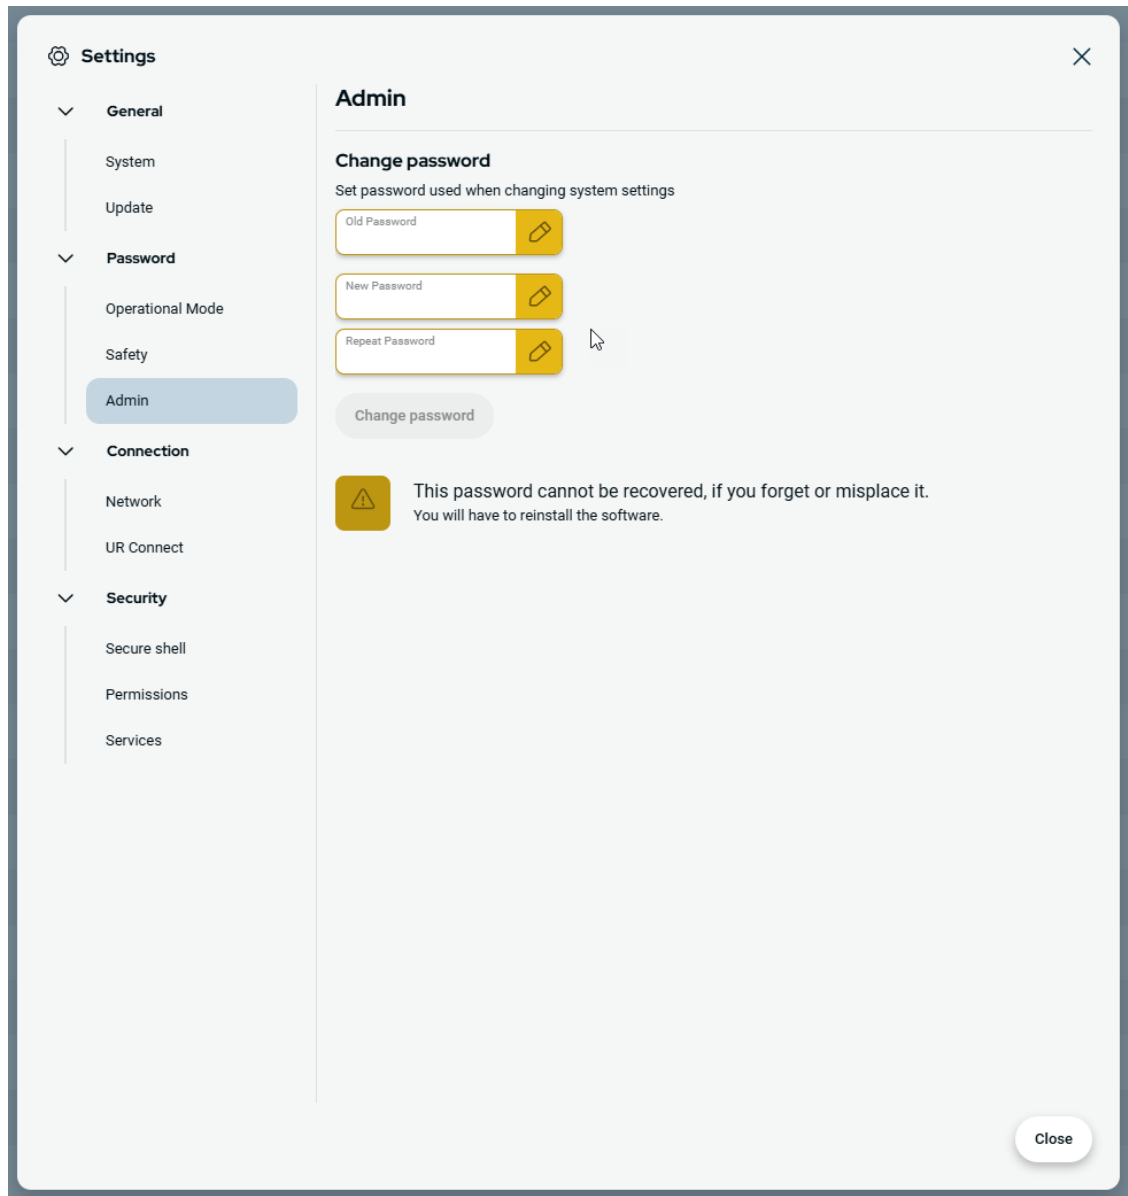 Settings
General
System
Update
Password
Operational Mode
Safety
Admin
Connection
Network
UR Connect
Security
Secure shell
Permissions
Services
Admin
Change password
Set password used when changing system settings
Old Password
New Password
Repeat Password
Change password
This password cannot be recovered, if you forget or misplace it.
You will have to reinstall the software.
Close